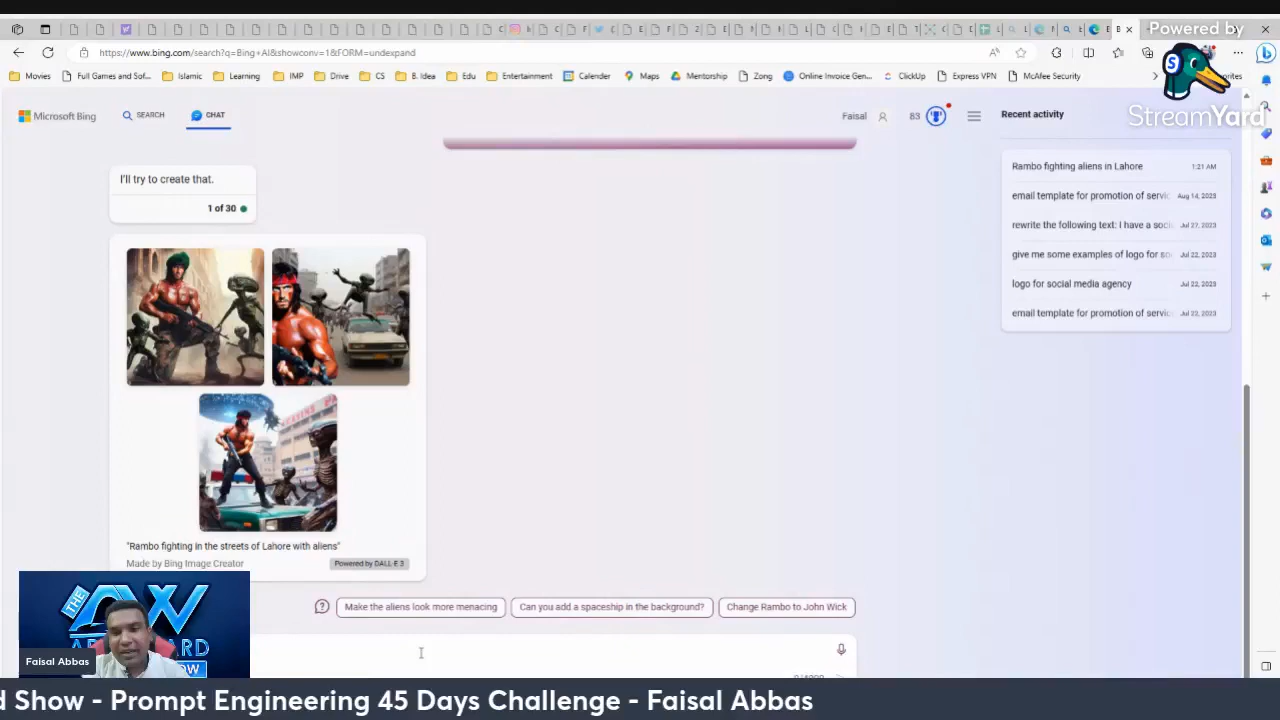 Powered by
StreamYard
https://www.bing.com/search?q=Bing+AI&showconv=1&FORM=undexpand
Movies
Full Games and Sof...
Islamic
Learning
IMP
Drive
CS
B. Idea
Edu
Entertainment
Calender
Maps
Mentorship
Zong
Online Invoice Gen...
ClickUp
Express VPN
McAfee Security
Microsoft Bing
SEARCH
CHAT
Faisal
83
Recent activity
Rambo fighting aliens in Lahore 1:21 AM
email template for promotion of servic Aug 14, 2023
rewrite the following text: I have a soci Jul 27, 2023
give me some examples of logo for so Jul 22, 2023
logo for social media agency Jul 22, 2023
email template for promotion of servic Jul 22, 2023
I'll try to create that.
1 of 30
"Rambo fighting in the streets of Lahore with aliens"
Made by Bing Image Creator
Powered by DALL·E 3
Make the aliens look more menacing
Can you add a spaceship in the background?
Change Rambo to John Wick
THE
Faisal Abbas
d Show - Prompt Engineering 45 Days Challenge - Faisal Abbas